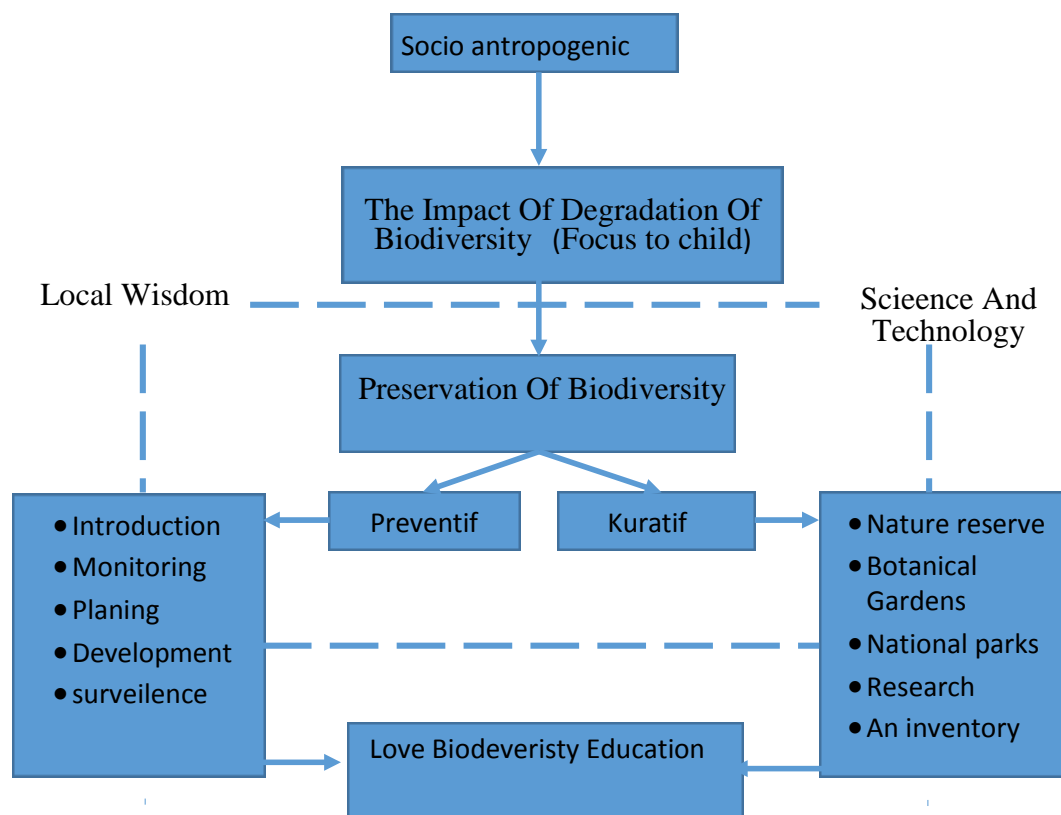 Socio antropogenic
The Impact Of Degradation Of
Biodiversity (Focus to child)
Local Wisdom
Scieence And
Technology
Preservation Of Biodiversity
Preventif
Kuratif
• Introduction
• Monitoring
• Planing
• Development
• surveilence
• Nature reserve
• Botanical
Gardens
• National parks
• Research
• An inventory
Love Biodeveristy Education